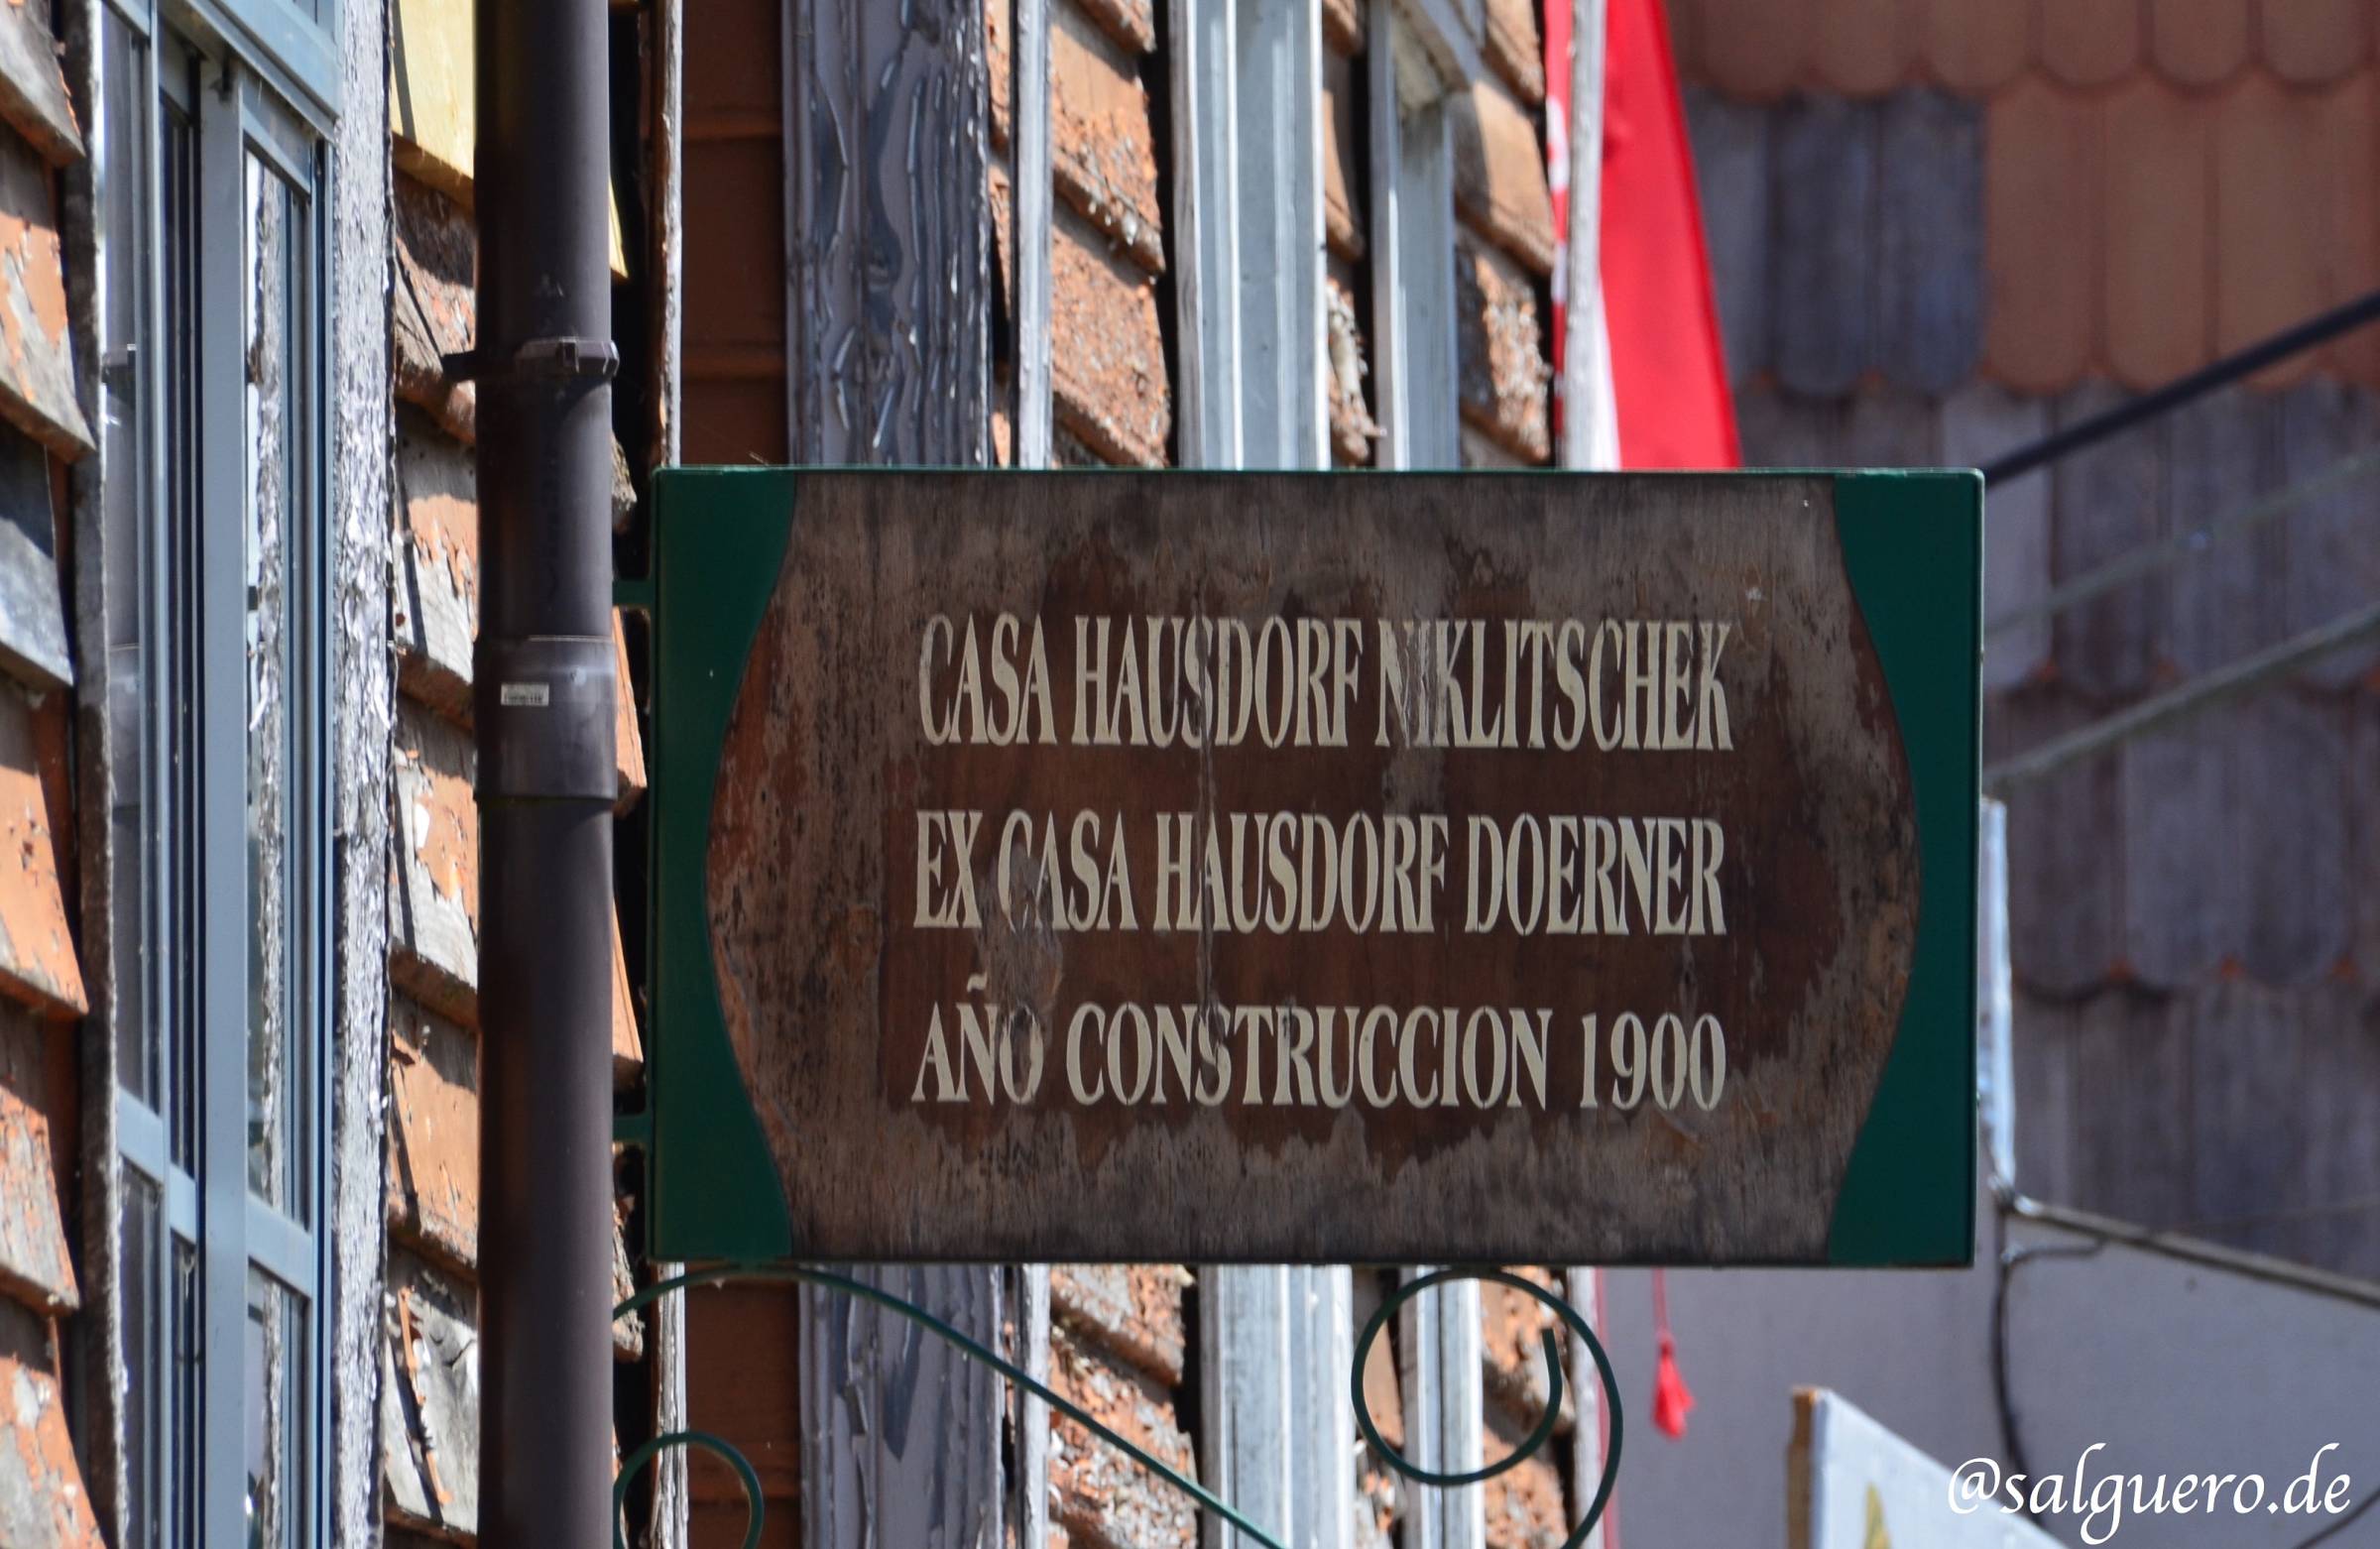 CASA HAUSDORF NIKLITSCHEK
EX CASA HAUSDORF DOERNER
AÑO CONSTRUCCION 1900
@salguero.de